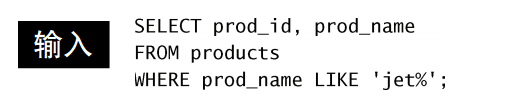 输入
SELECT prod_id, prod_name
FROM products
WHERE prod_name LIKE 'jet%';